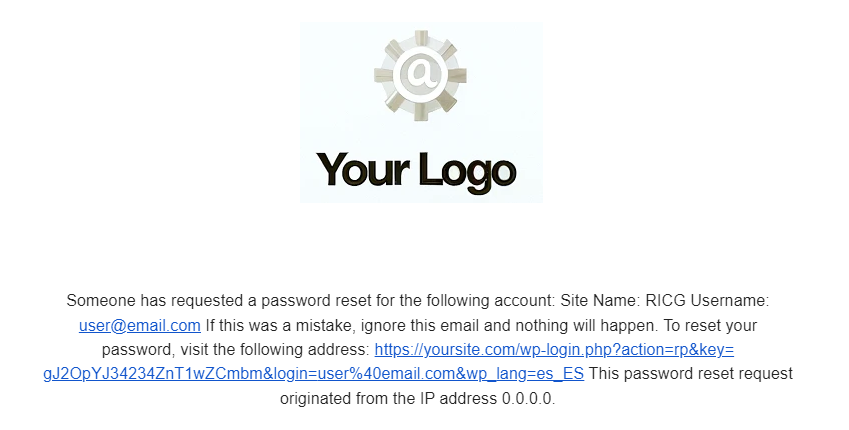 @
Your Logo
Someone has requested a password reset for the following account: Site Name: RICG Username:
user@email.com If this was a mistake, ignore this email and nothing will happen. To reset your
password, visit the following address: https://yoursite.com/wp-login.php?action=rp&key=
gJ2OpYJ34234ZnT1wZCmbm&login=user%40email.com&wp_lang=es_ES This password reset request
originated from the IP address 0.0.0.0.